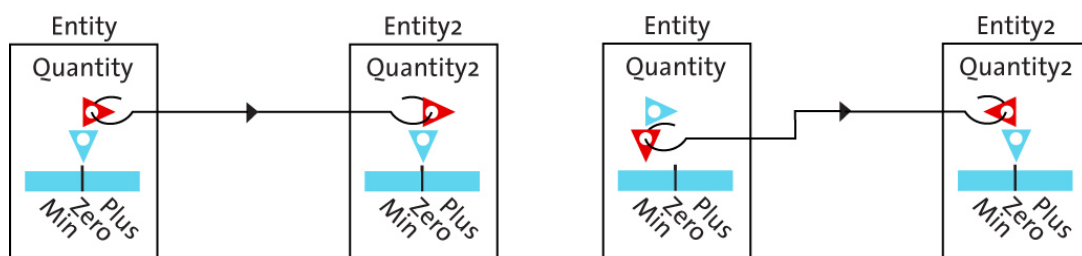 Entity
Entity2
Entity
Entity2
Quantity
Quantity2
Quantity
Quantity2
Min
Zero
Plus
Min
Zero
Plus
Min
Zero
Plus
Min
Zero
Plus